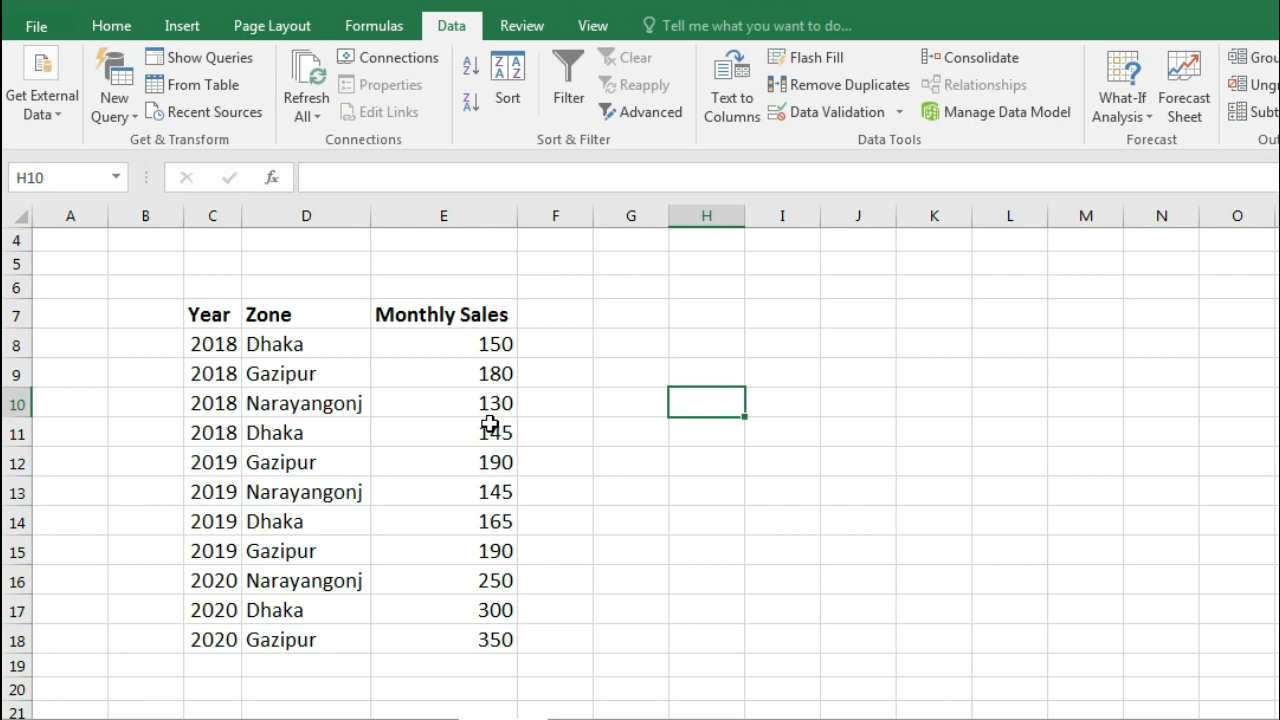 File Home Insert Page Layout Formulas Data Review View Tell me what you want to do...
Get External Data
New Query
Show Queries
From Table
Recent Sources
Get & Transform
Refresh All
Connections
Properties
Edit Links
Connections
A Z
Z A
Z A A Z
Sort
Filter
Clear
Reapply
Advanced
Sort & Filter
Text to Columns
Flash Fill
Remove Duplicates
Data Validation
Consolidate
Relationships
Manage Data Model
Data Tools
What-If Analysis
Forecast Sheet
Forecast
Grou
Ung
Subt
Ou
H10 fx
A B C D E F G H I J K L M N O
4
5
6
7 Year Zone Monthly Sales
8 2018 Dhaka 150
9 2018 Gazipur 180
10 2018 Narayangonj 130
11 2018 Dhaka 145
12 2019 Gazipur 190
13 2019 Narayangonj 145
14 2019 Dhaka 165
15 2019 Gazipur 190
16 2020 Narayangonj 250
17 2020 Dhaka 300
18 2020 Gazipur 350
19
20
21